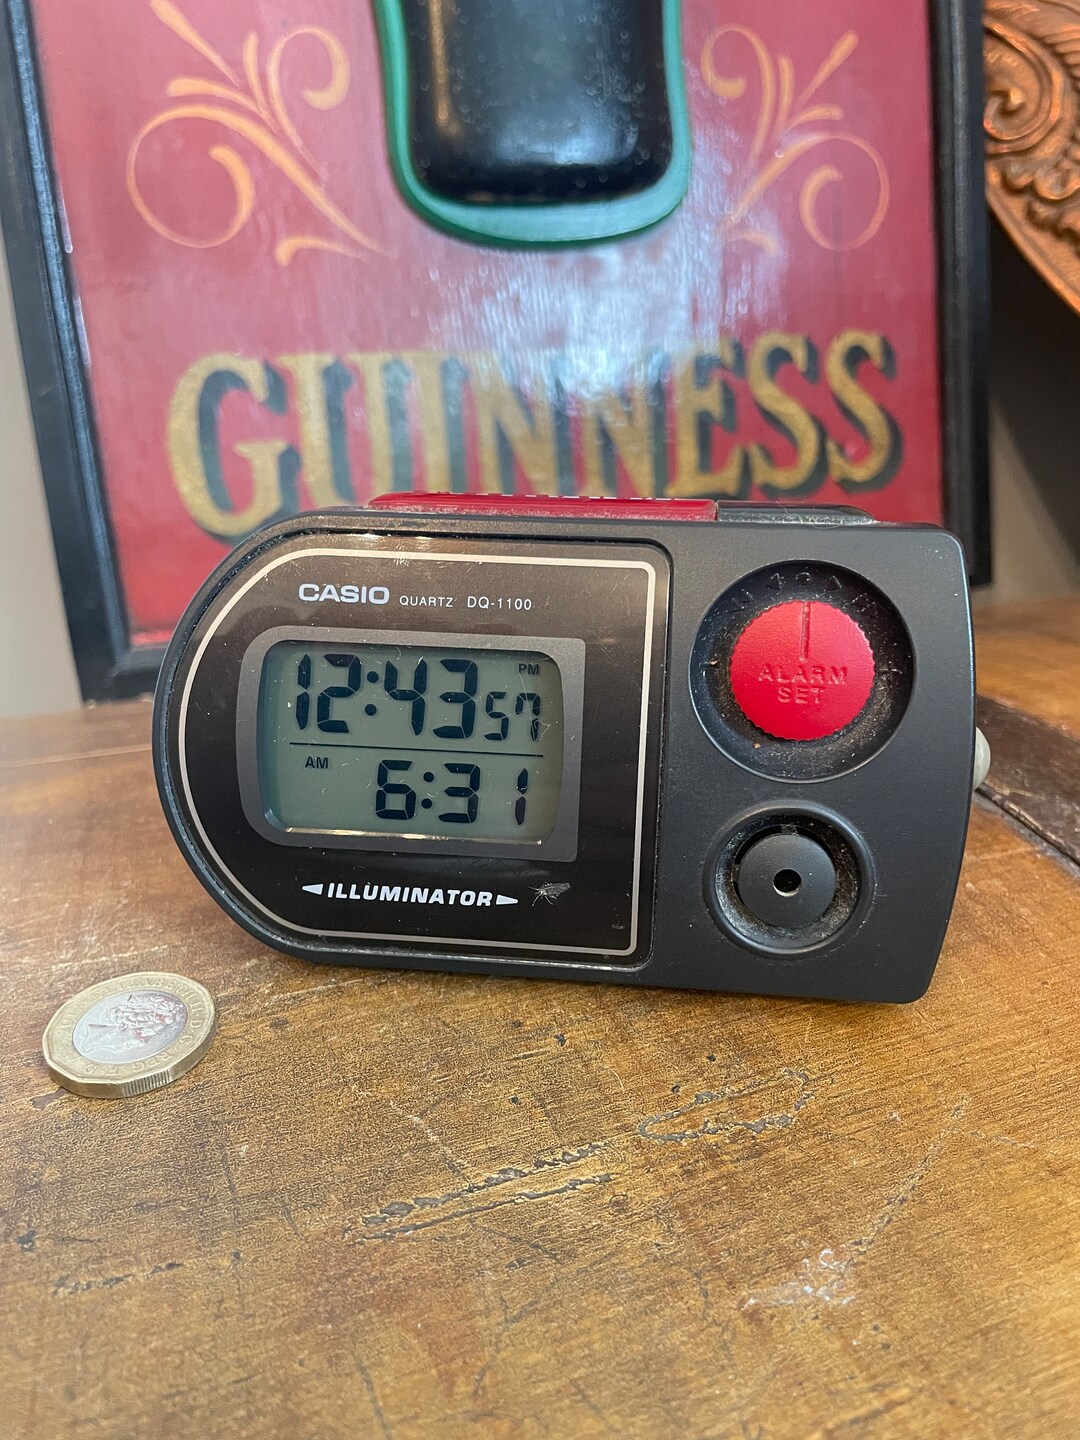 GUINNESS
CASIO QUARTZ DQ-1100
PM
12:43 57
AM
6:31
ILLUMINATOR
ALARM
SET